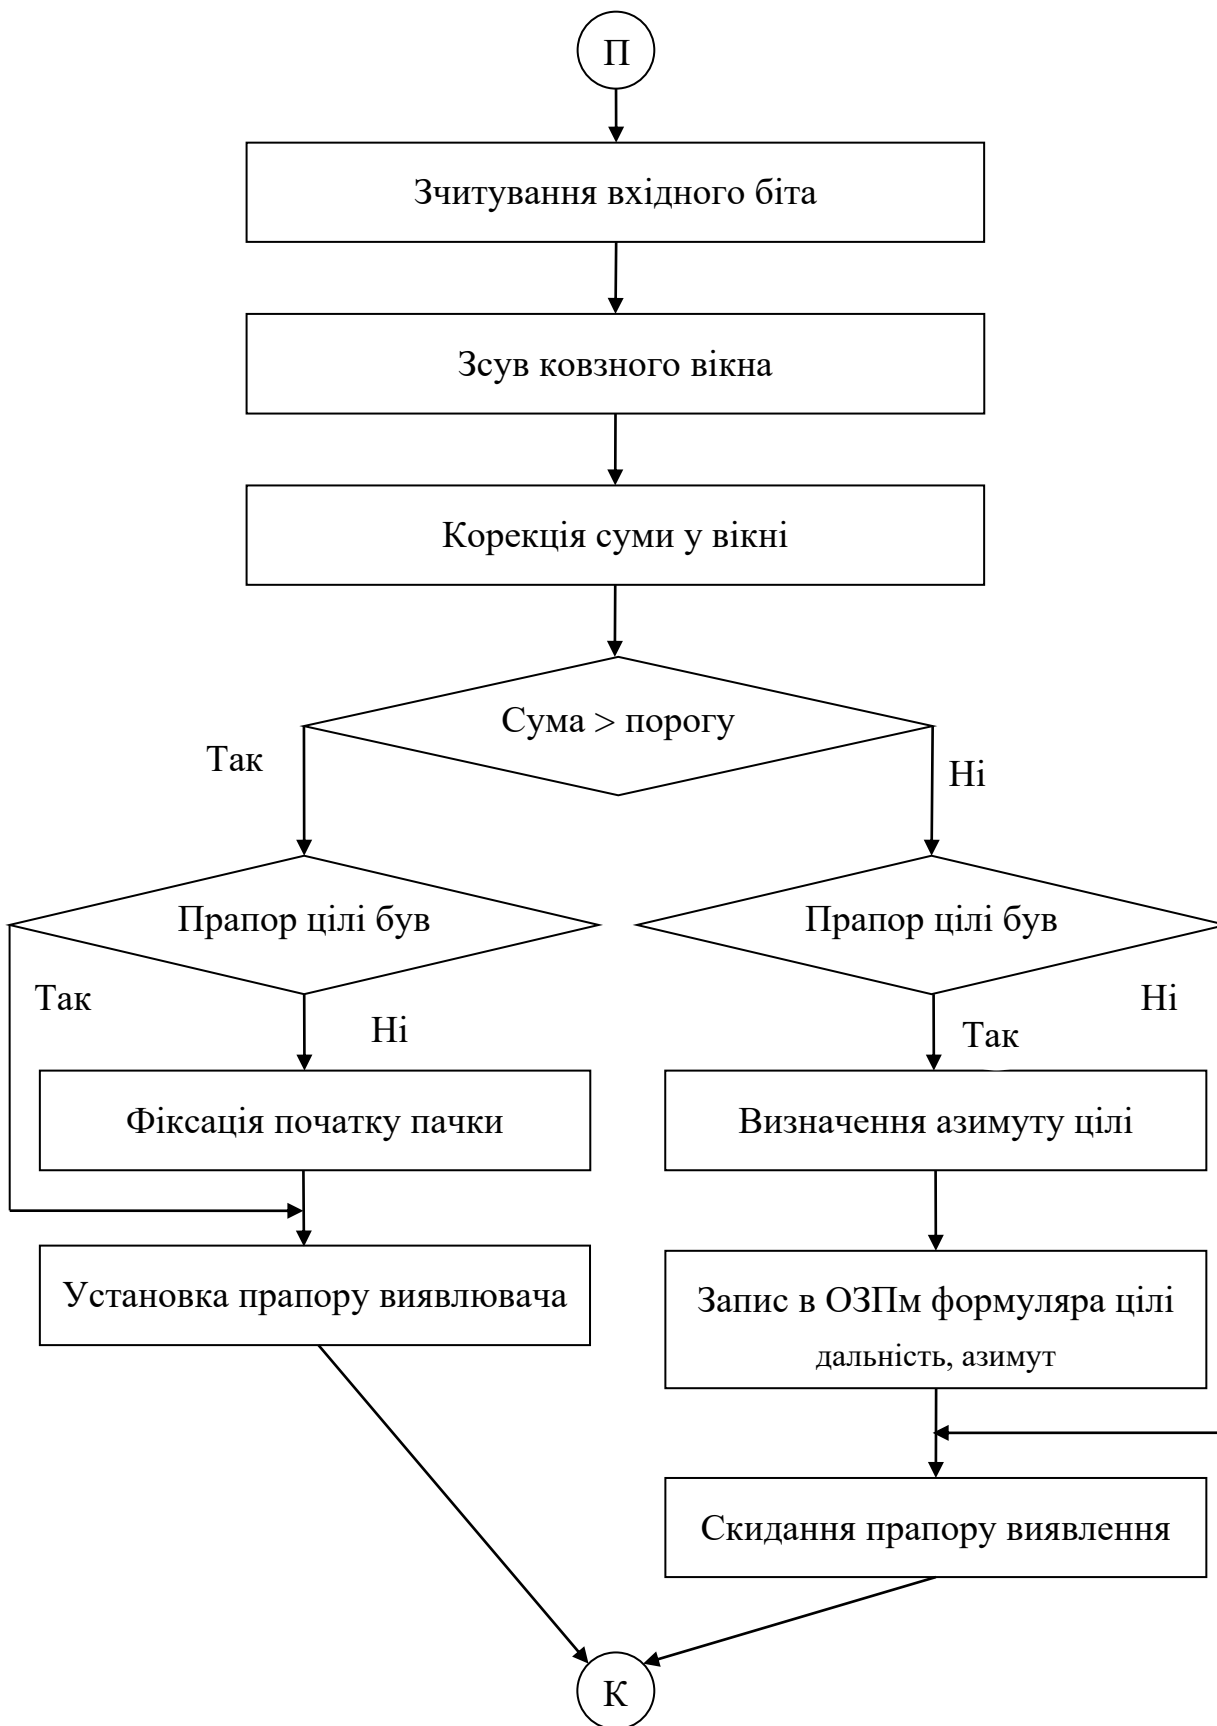 П
Зчитування вхідного біта
Зсув ковзного вікна
Корекція суми у вікні
Сума > порогу
Так
Ні
Прапор цілі був
Прапор цілі був
Так
Ні
Ні
Так
Фіксація початку пачки
Визначення азимуту цілі
Установка прапору виявлювача
Запис в ОЗПм формуляра цілі
дальність, азимут
Скидання прапору виявлення
К